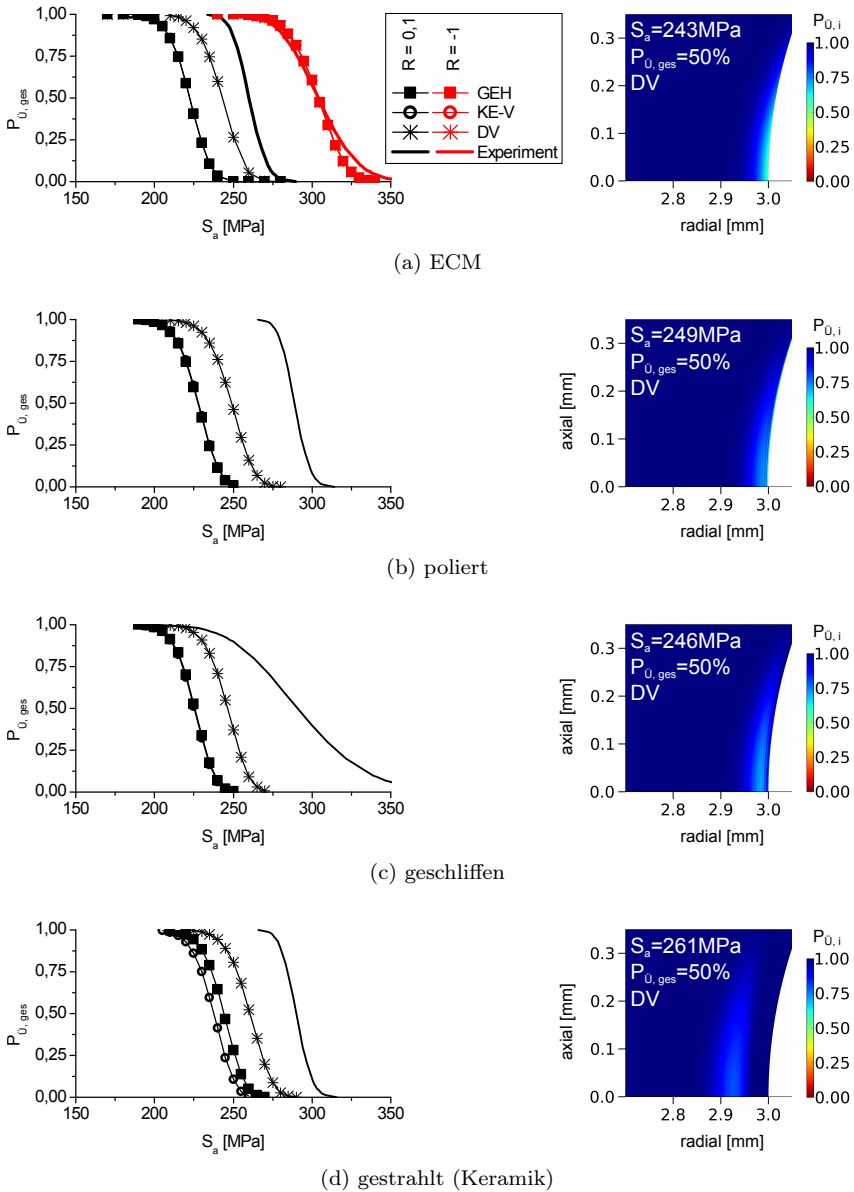 1,00
0,75
0,50
0,25
0,00
P_Ü, ges
150 200 250 300 350
S_a [MPa]
R = 0,1
R = -1
GEH
KE-V
DV
Experiment
S_a=243MPa
P_Ü, ges=50%
DV
0.3
0.2
0.1
0.0
2.8 2.9 3.0
radial [mm]
P_Ü, i
1.00
0.75
0.50
0.25
0.00
(a) ECM
1,00
0,75
0,50
0,25
0,00
P_Ü, ges
150 200 250 300 350
S_a [MPa]
S_a=249MPa
P_Ü, ges=50%
DV
axial [mm]
0.3
0.2
0.1
0.0
2.8 2.9 3.0
radial [mm]
P_Ü, i
1.00
0.75
0.50
0.25
0.00
(b) poliert
1,00
0,75
0,50
0,25
0,00
P_Ü, ges
150 200 250 300 350
S_a [MPa]
S_a=246MPa
P_Ü, ges=50%
DV
axial [mm]
0.3
0.2
0.1
0.0
2.8 2.9 3.0
radial [mm]
P_Ü, i
1.00
0.75
0.50
0.25
0.00
(c) geschliffen
1,00
0,75
0,50
0,25
0,00
P_Ü, ges
150 200 250 300 350
S_a [MPa]
S_a=261MPa
P_Ü, ges=50%
DV
axial [mm]
0.3
0.2
0.1
0.0
2.8 2.9 3.0
radial [mm]
P_Ü, i
1.00
0.75
0.50
0.25
0.00
(d) gestrahlt (Keramik)